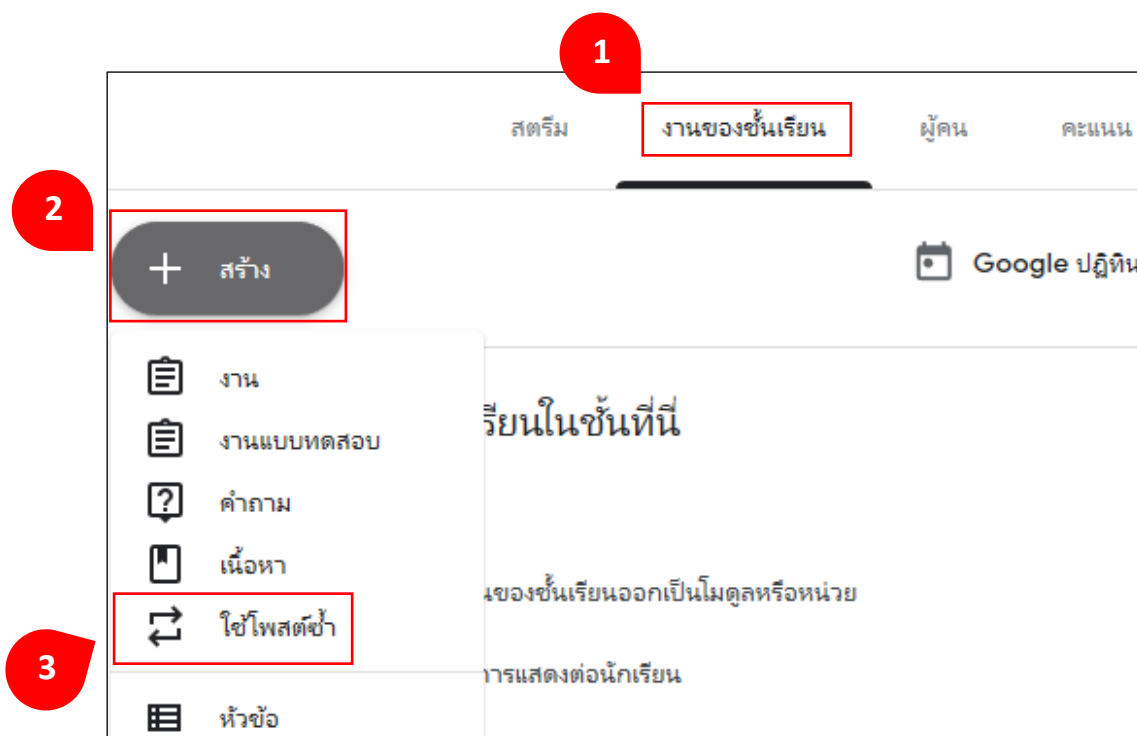 1
สตรีม งานของชั้นเรียน ผู้คน คะแนน
2
+ สร้าง
Google ปฏิทิน
งาน
รียนในชั้นที่นี่
งานแบบทดสอบ
คำถาม
เนื้อหา
นของชั้นเรียนออกเป็นโมดูลหรือหน่วย
ใช้โพสต์ซ้ำ
3
การแสดงต่อนักเรียน
หัวข้อ